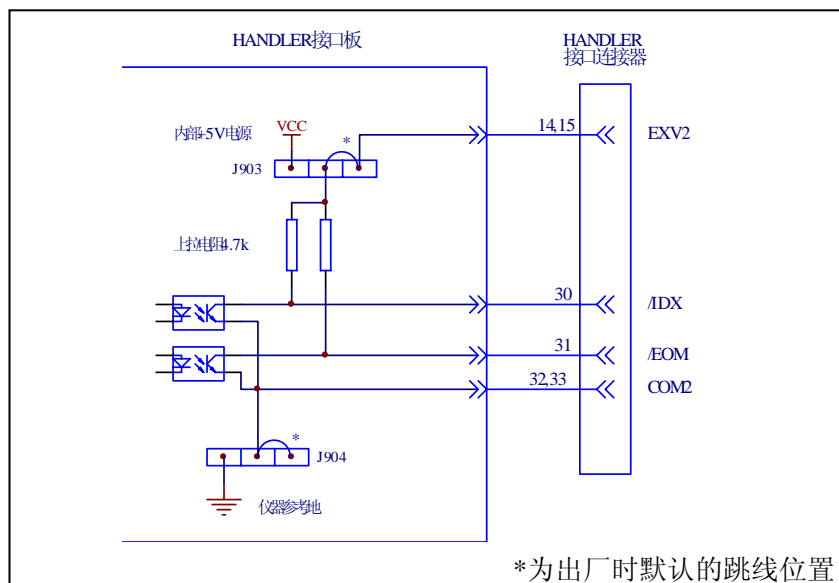 HANDLER接口板
HANDLER
接口连接器
内部+5V电源
VCC
*
14,15
EXV2
J903
上拉电阻4.7k
30
/IDX
31
/EOM
32,33
COM2
*
J904
仪器参考地
*为出厂时默认的跳线位置